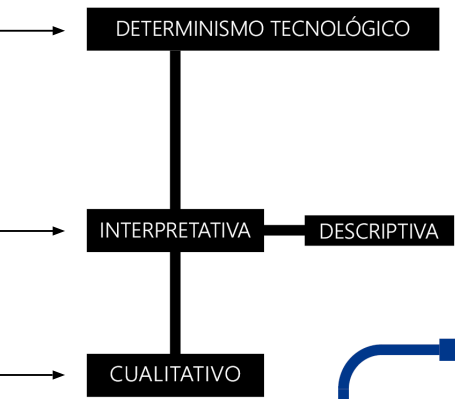 DETERMINISMO TECNOLÓGICO
INTERPRETATIVA
DESCRIPTIVA
CUALITATIVO